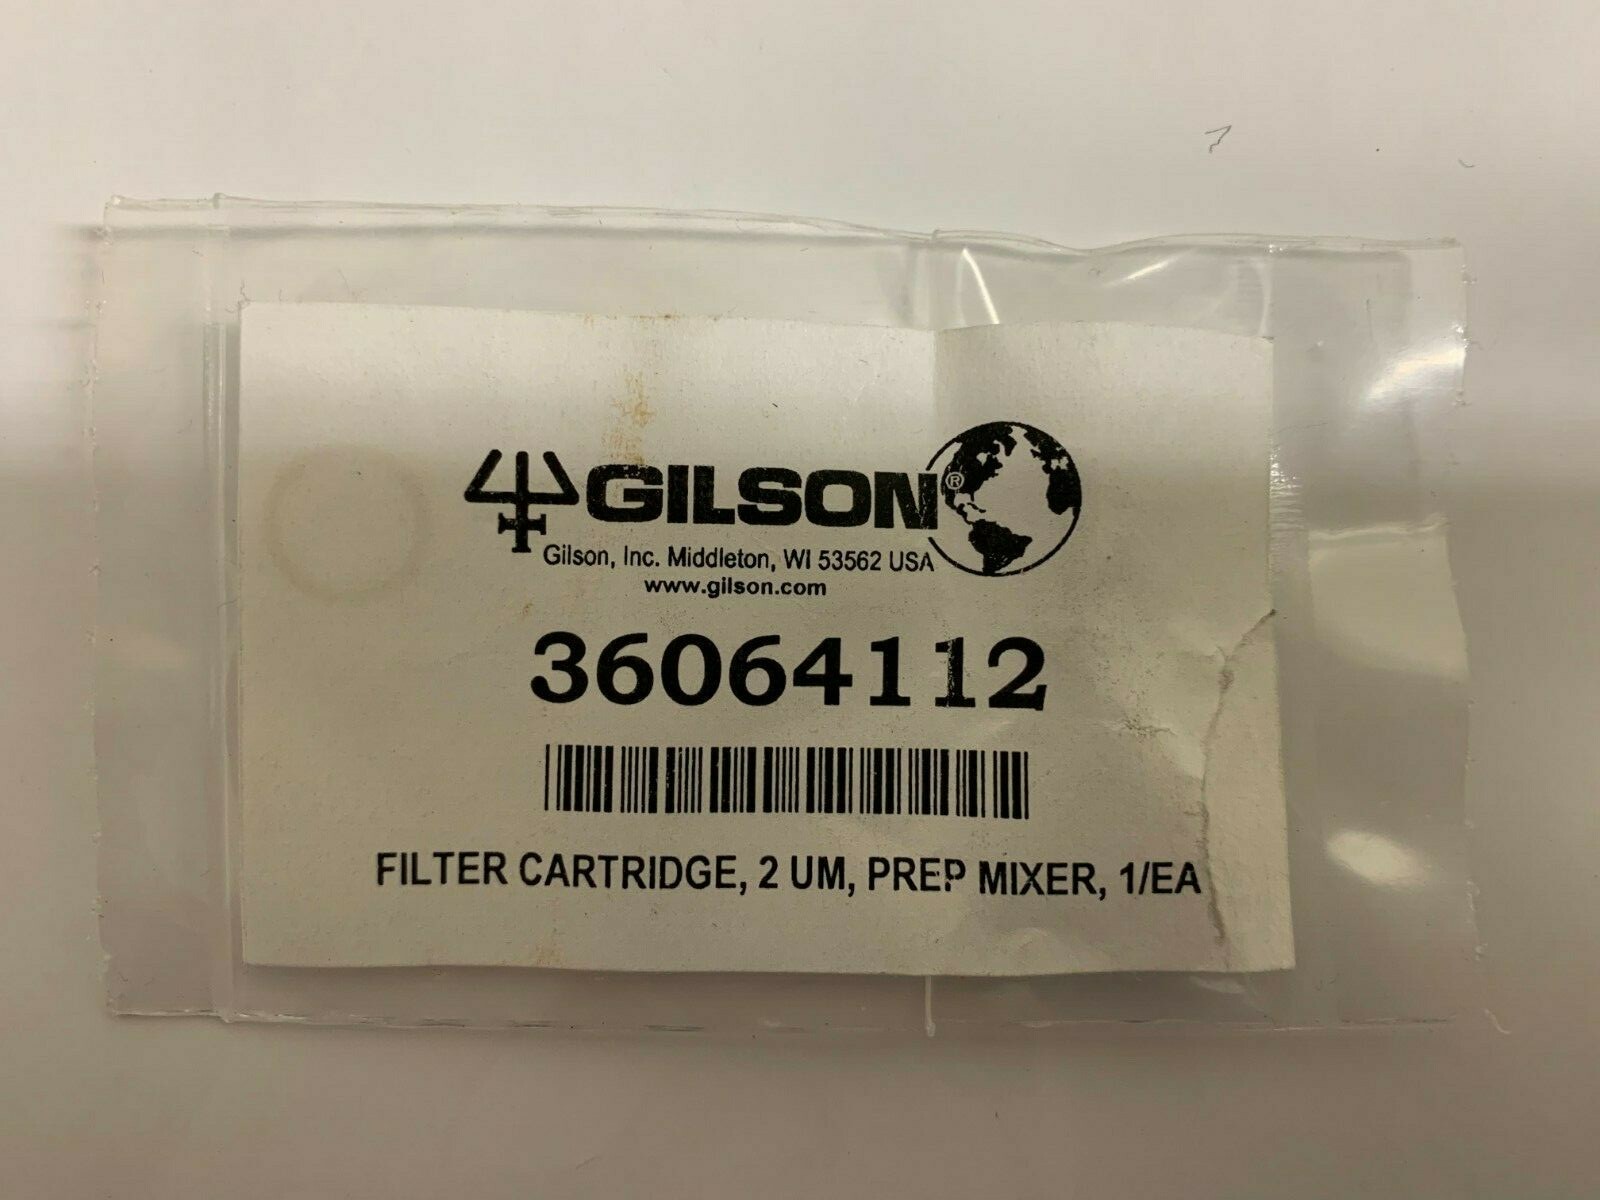 GILSON®
Gilson, Inc. Middleton, WI 53562 USA
www.gilson.com
36064112
FILTER CARTRIDGE, 2 UM, PREP MIXER, 1/EA